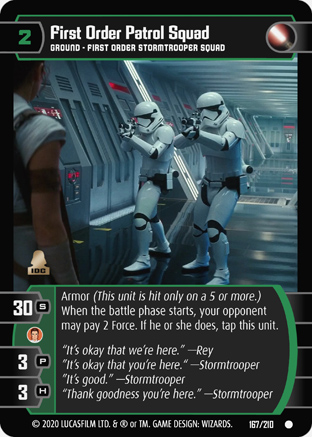 2
First Order Patrol Squad
GROUND - FIRST ORDER STORMTROOPER SQUAD
IDC
30 S
3 P
3 H
Armor (This unit is hit only on a 5 or more.)
When the battle phase starts, your opponent
may pay 2 Force. If he or she does, tap this unit.
"It's okay that we're here." —Rey
"It's okay that you're here." —Stormtrooper
"It's good." —Stormtrooper
"Thank goodness you're here." —Stormtrooper
© 2020 LUCASFILM LTD. & ® or TM. GAME DESIGN: WIZARDS. 167/210